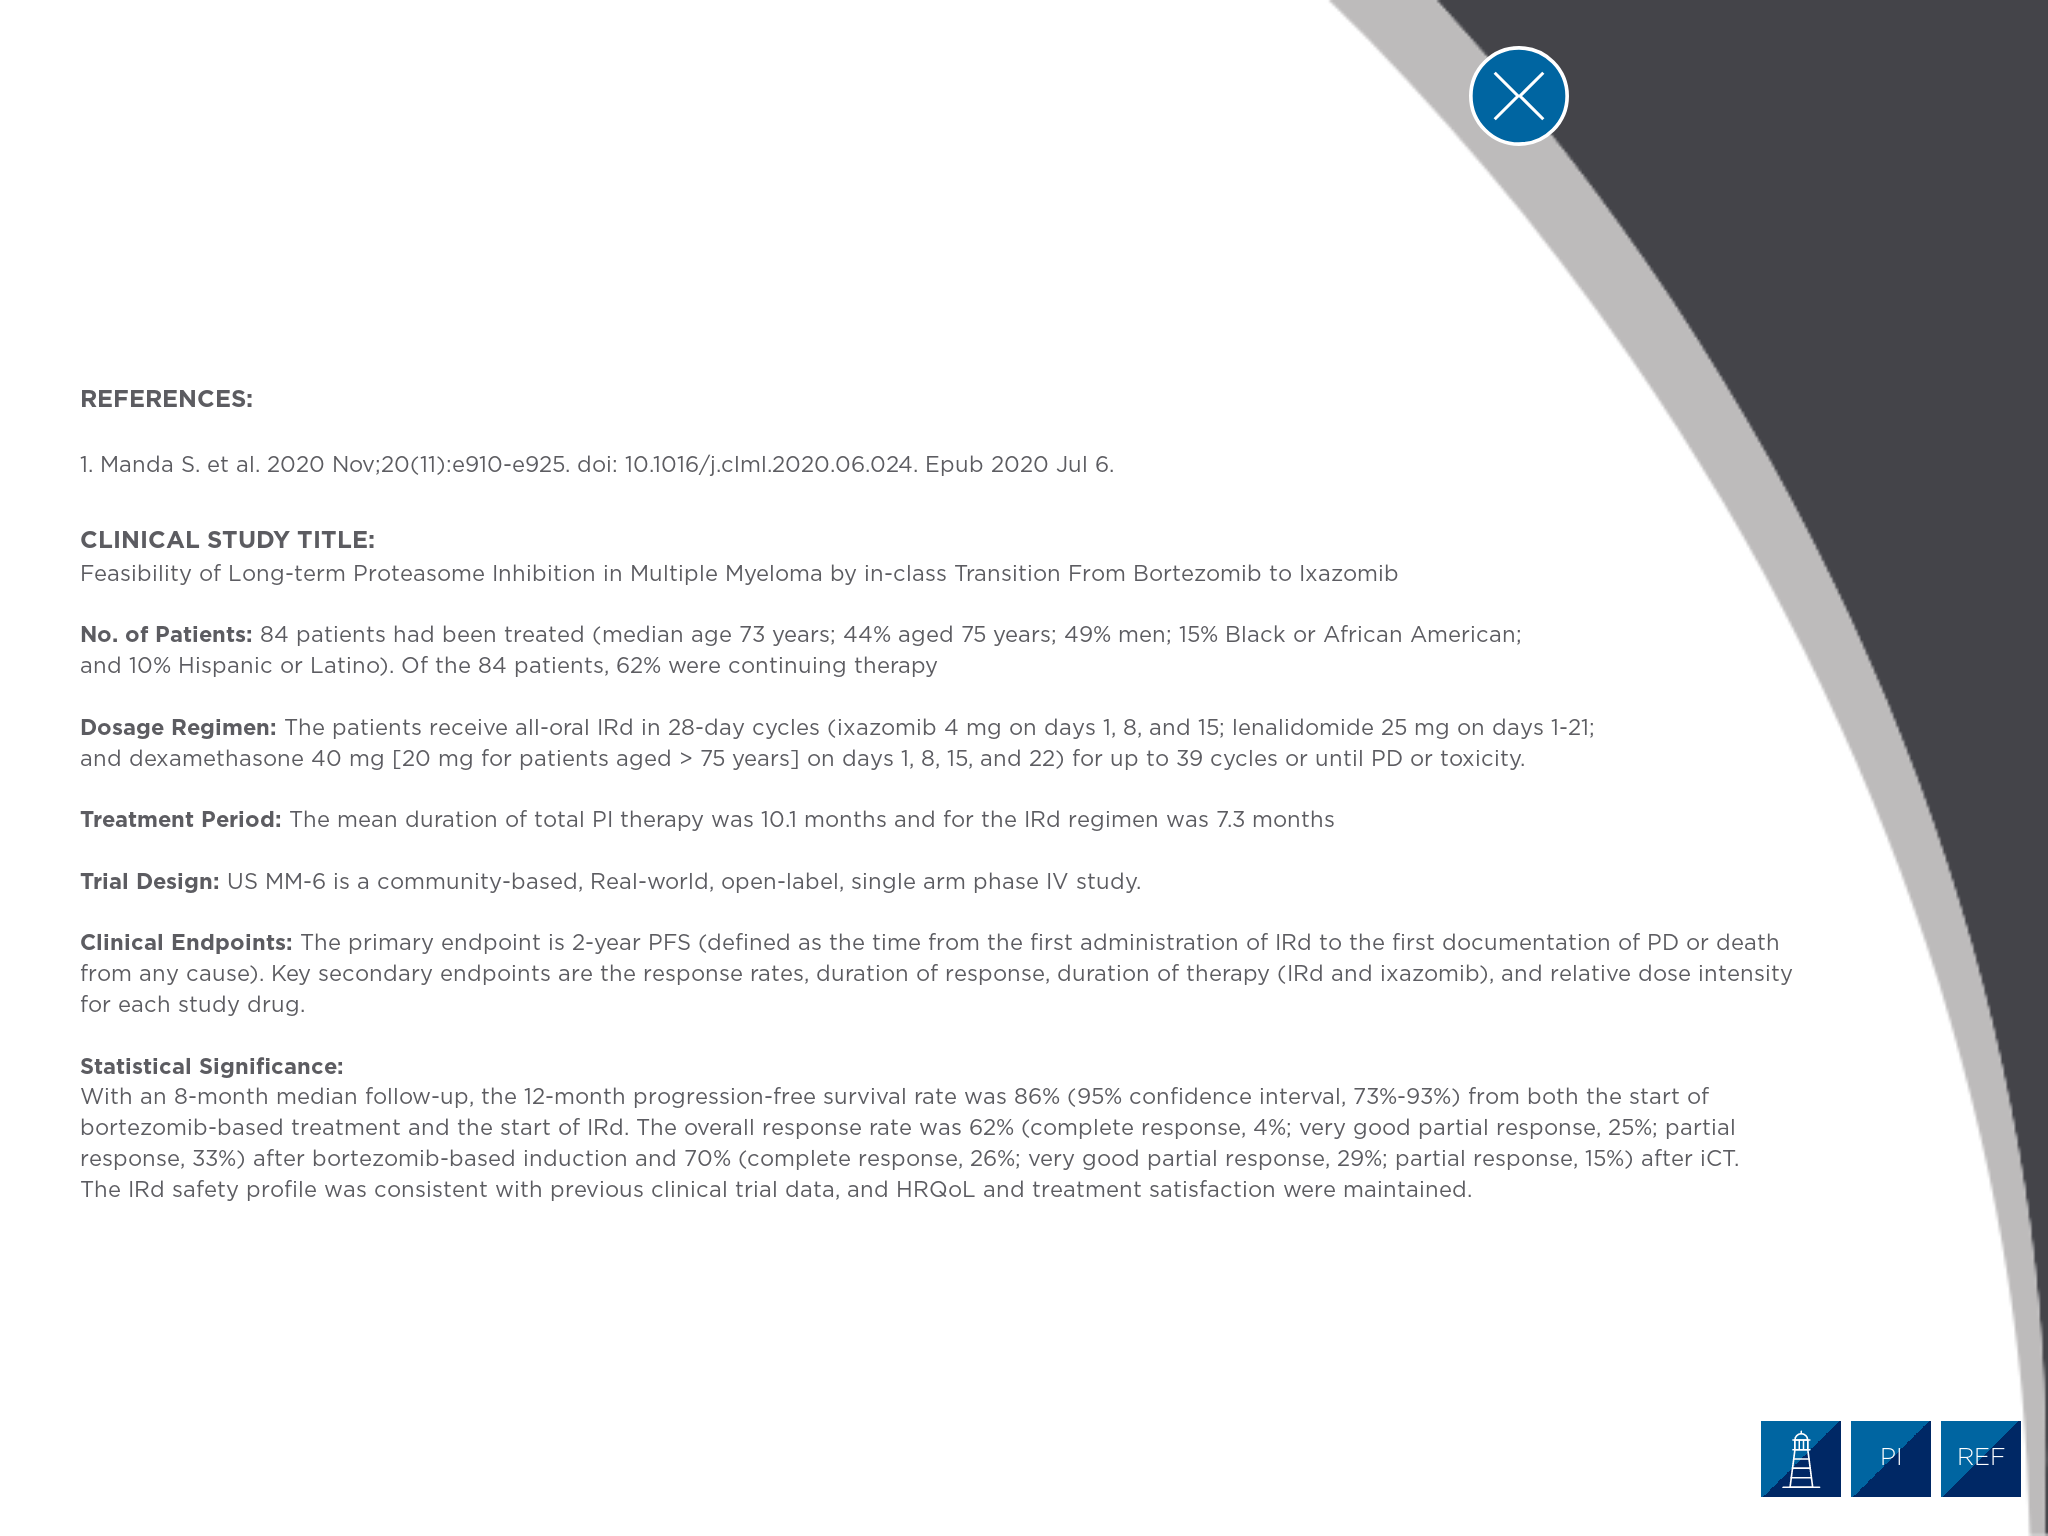 REFERENCES:
1. Manda S. et al. 2020 Nov;20(11):e910-e925. doi: 10.1016/j.clml.2020.06.024. Epub 2020 Jul 6.
CLINICAL STUDY TITLE:
Feasibility of Long-term Proteasome Inhibition in Multiple Myeloma by in-class Transition From Bortezomib to Ixazomib
No. of Patients: 84 patients had been treated (median age 73 years; 44% aged 75 years; 49% men; 15% Black or African American;
and 10% Hispanic or Latino). Of the 84 patients, 62% were continuing therapy
Dosage Regimen: The patients receive all-oral IRd in 28-day cycles (ixazomib 4 mg on days 1, 8, and 15; lenalidomide 25 mg on days 1-21;
and dexamethasone 40 mg [20 mg for patients aged > 75 years] on days 1, 8, 15, and 22) for up to 39 cycles or until PD or toxicity.
Treatment Period: The mean duration of total PI therapy was 10.1 months and for the IRd regimen was 7.3 months
Trial Design: US MM-6 is a community-based, Real-world, open-label, single arm phase IV study.
Clinical Endpoints: The primary endpoint is 2-year PFS (defined as the time from the first administration of IRd to the first documentation of PD or death
from any cause). Key secondary endpoints are the response rates, duration of response, duration of therapy (IRd and ixazomib), and relative dose intensity
for each study drug.
Statistical Significance:
With an 8-month median follow-up, the 12-month progression-free survival rate was 86% (95% confidence interval, 73%-93%) from both the start of
bortezomib-based treatment and the start of IRd. The overall response rate was 62% (complete response, 4%; very good partial response, 25%; partial
response, 33%) after bortezomib-based induction and 70% (complete response, 26%; very good partial response, 29%; partial response, 15%) after iCT.
The IRd safety profile was consistent with previous clinical trial data, and HRQoL and treatment satisfaction were maintained.
PI
REF